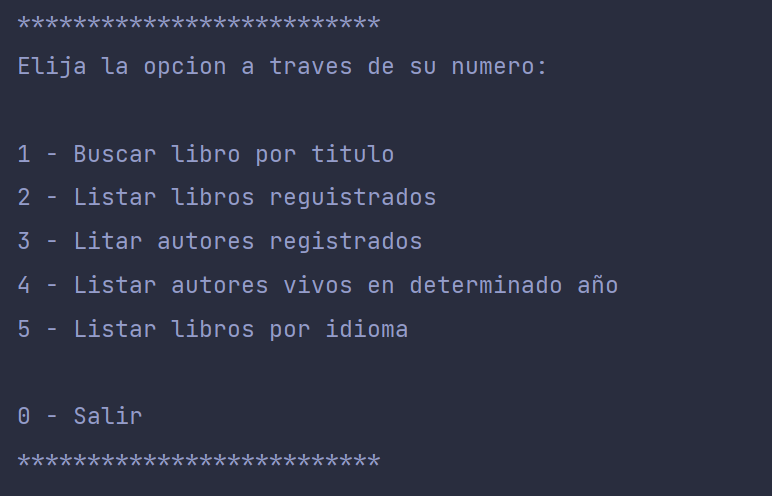 **************************
Elija la opcion a traves de su numero:
1 - Buscar libro por titulo
2 - Listar libros reguistrados
3 - Litar autores registrados
4 - Listar autores vivos en determinado año
5 - Listar libros por idioma
0 - Salir
**************************